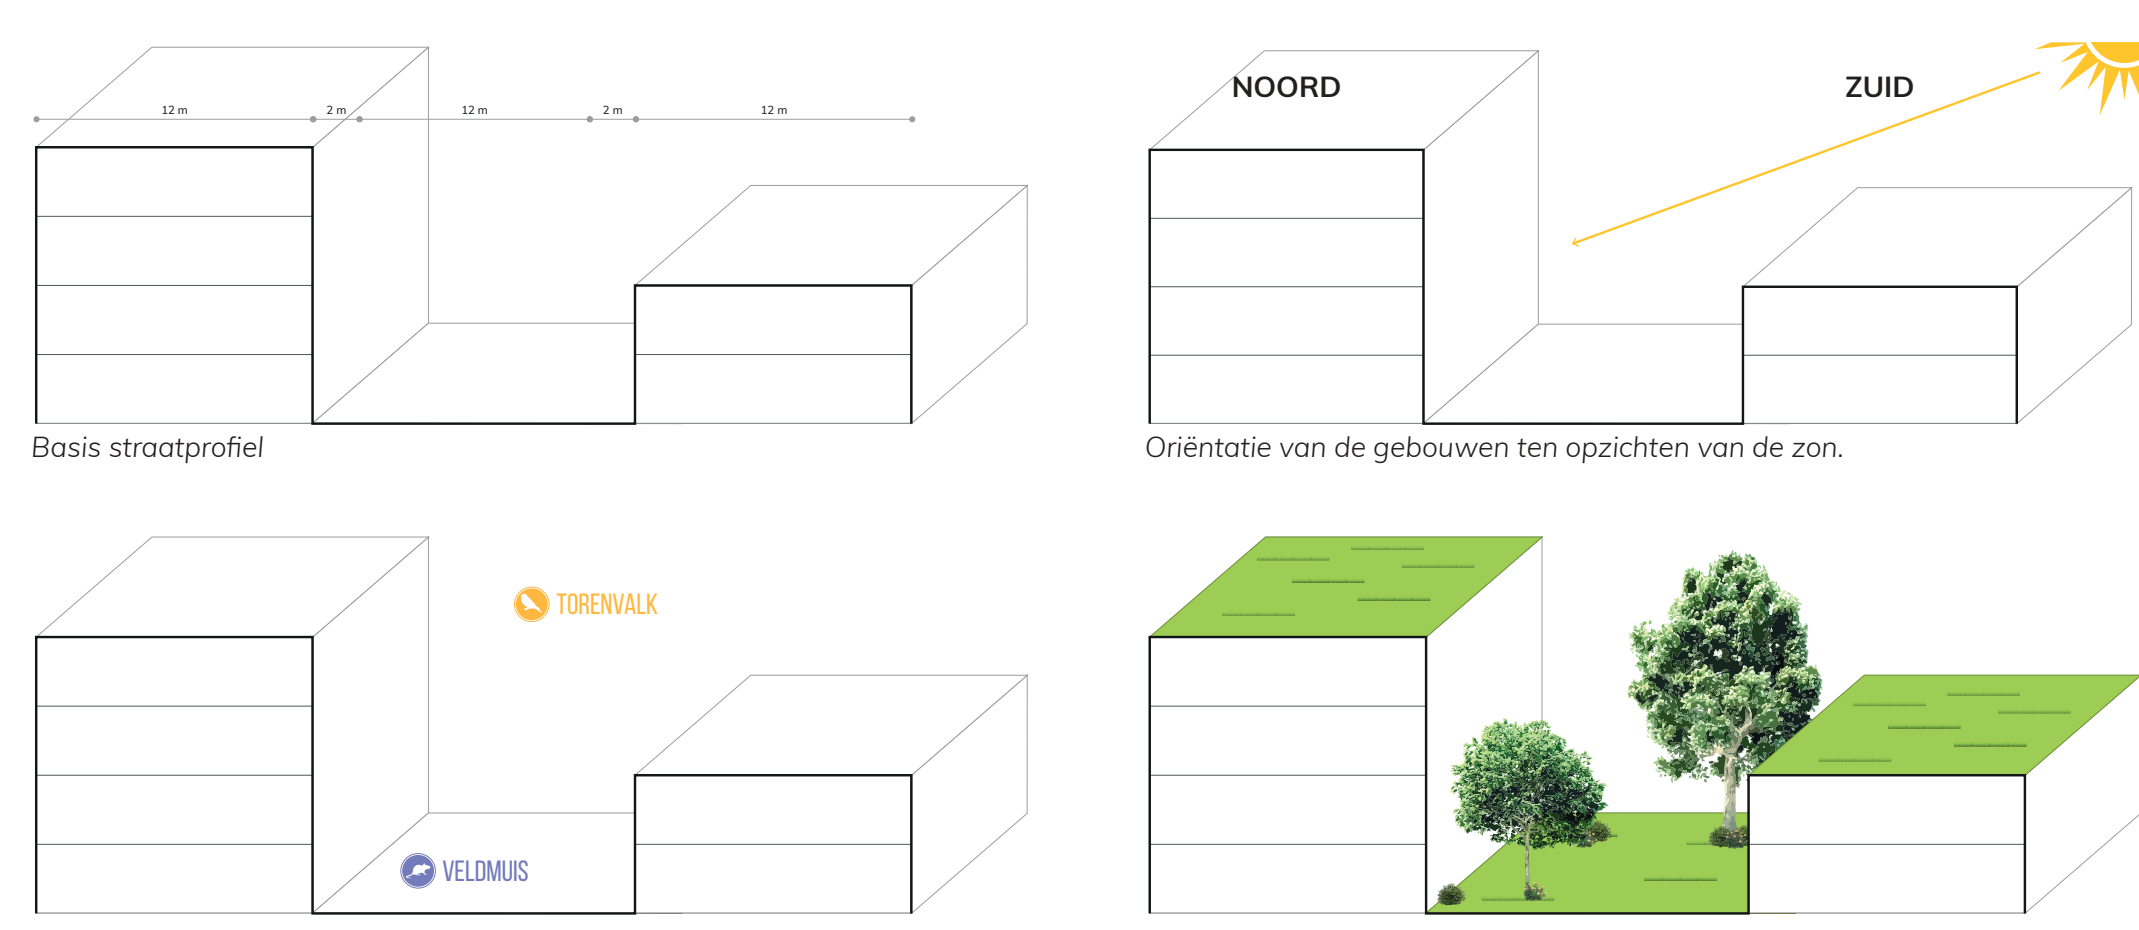 12 m 2 m 12 m 2 m 12 m
Basis straatprofiel
NOORD ZUID
Oriëntatie van de gebouwen ten opzichten van de zon.
TORENVALK
VELDMUIS